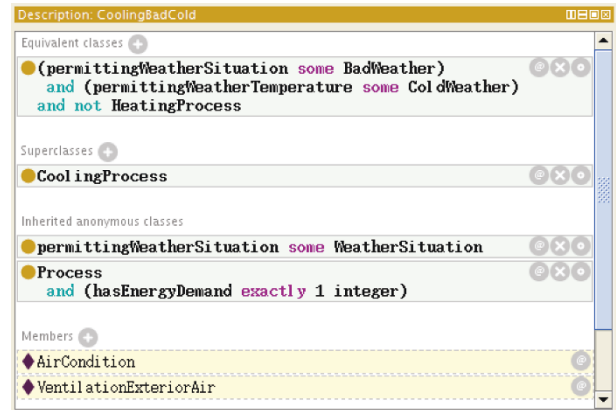 Description: CoolingBadCold
Equivalent classes
(permittingWeatherSituation some BadWeather)
and (permittingWeatherTemperature some ColdWeather)
and not HeatingProcess
Superclasses
CoolingProcess
Inherited anonymous classes
permittingWeatherSituation some WeatherSituation
Process
and (hasEnergyDemand exactly 1 integer)
Members
AirCondition
VentilationExteriorAir